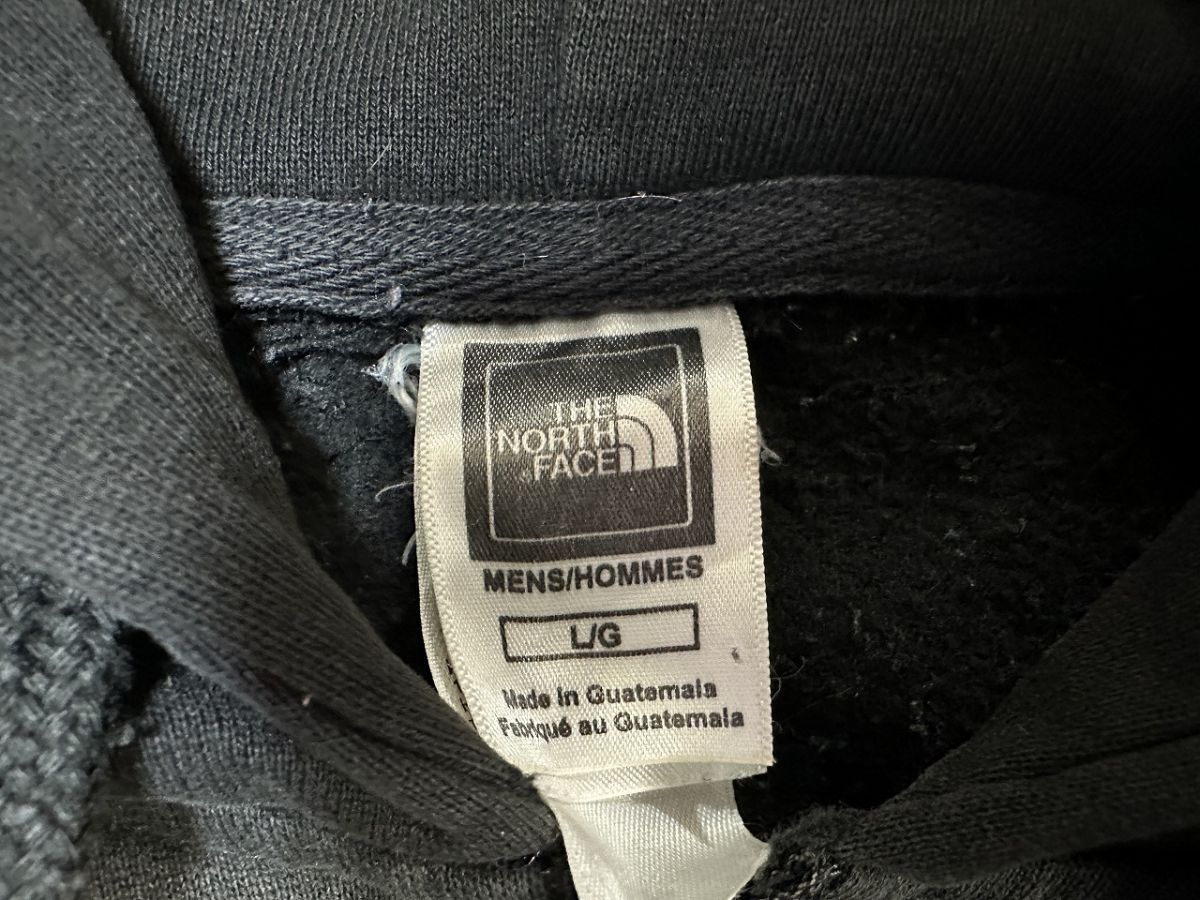 THE
NORTH
FACE
MENS/HOMMES
L/G
Made in Guatemala
Fabriqué au Guatemala